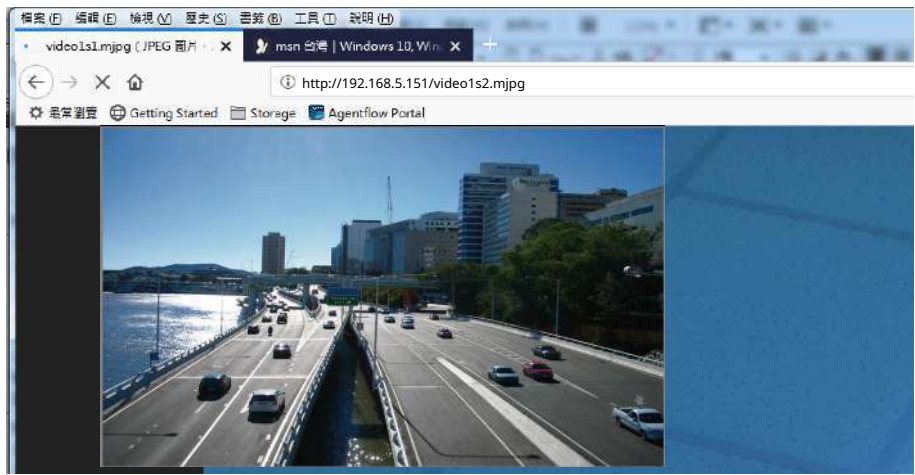 檔案(F) 編輯(E) 檢視(V) 歷史(S) 書籤(B) 工具(T) 說明(H)
video1s1.mjpg (JPEG 圖片 × msn 台灣 | Windows 10, Win ×
http://192.168.5.151/video1s2.mjpg
最常瀏覽 Getting Started Storage Agentflow Portal